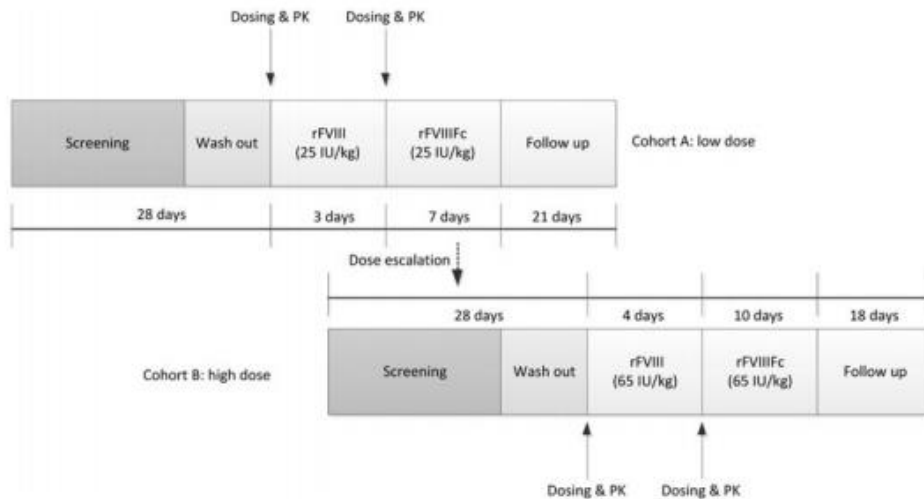 Dosing & PK Dosing & PK
Screening
Wash out
rFVIII
(25 IU/kg)
rFVIIIFc
(25 IU/kg)
Follow up
Cohort A: low dose
28 days 3 days 7 days 21 days
Dose escalation
28 days 4 days 10 days 18 days
Cohort B: high dose
Screening
Wash out
rFVIII
(65 IU/kg)
rFVIIIFc
(65 IU/kg)
Follow up
Dosing & PK Dosing & PK